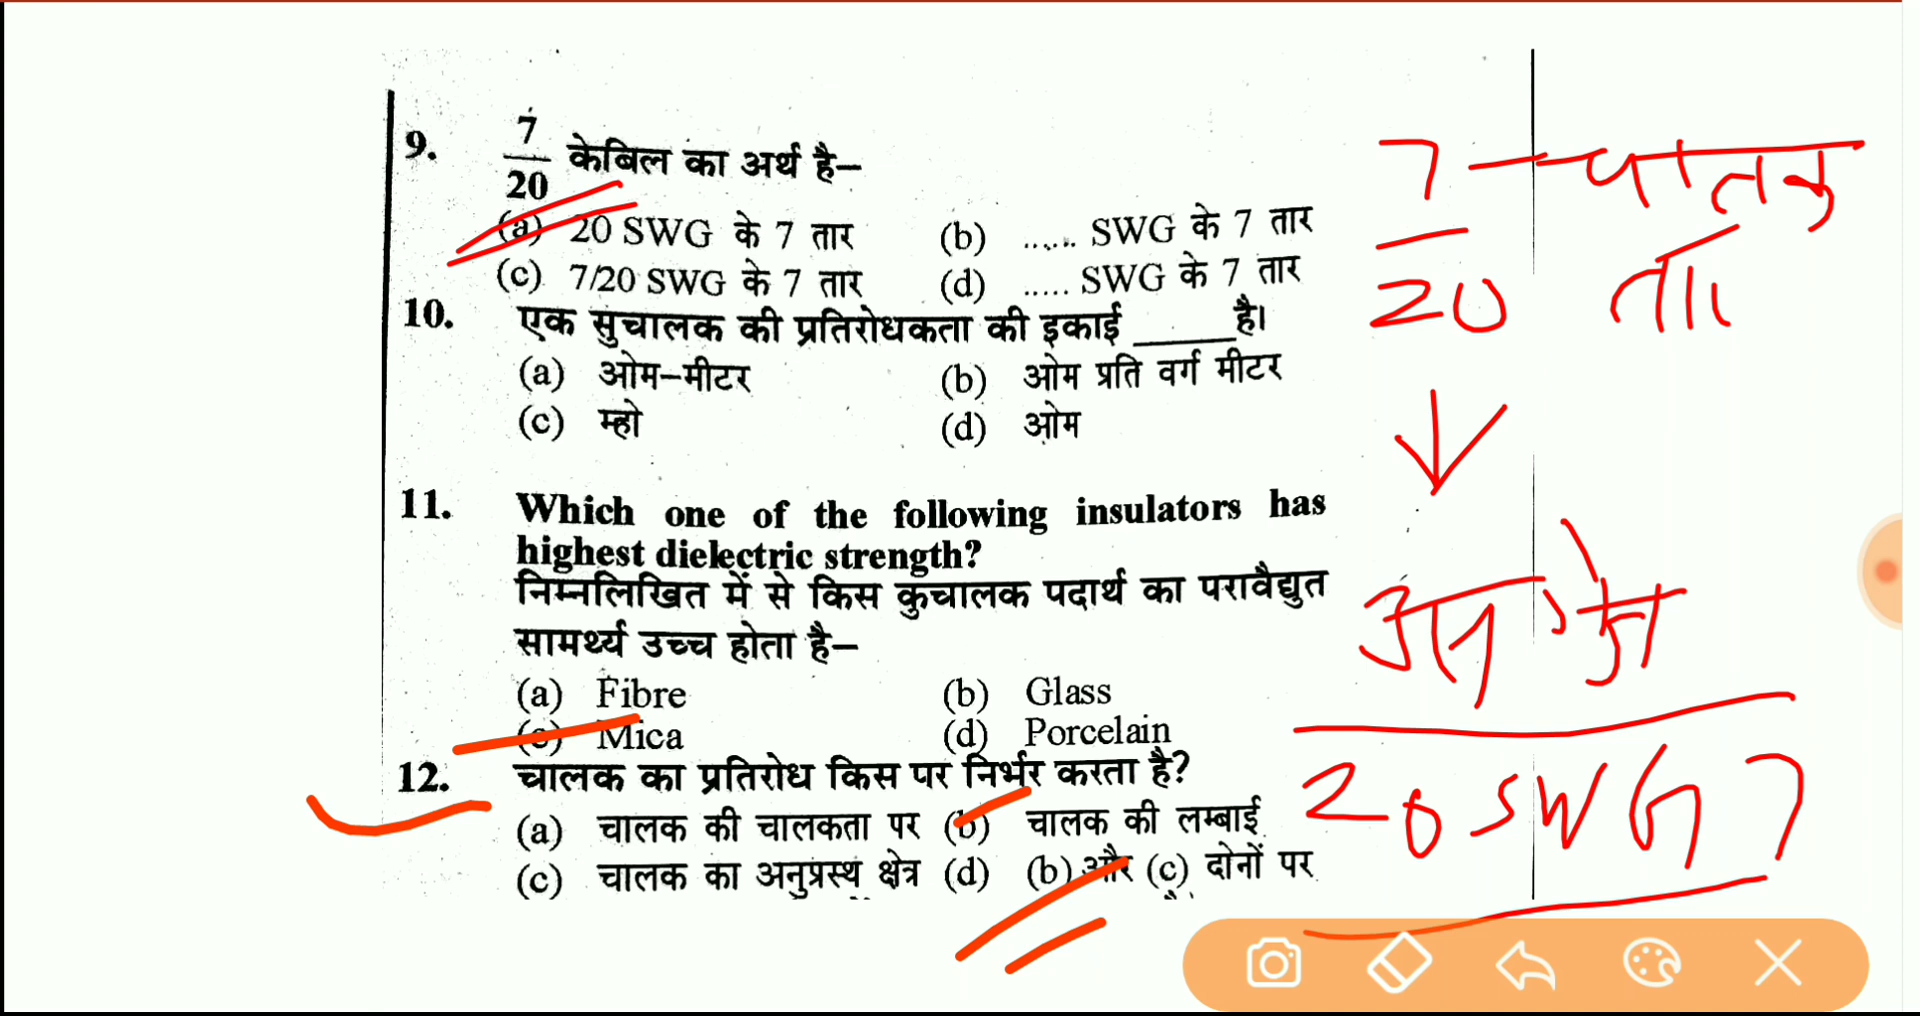 9. 7/20 केबिल का अर्थ है–
(a) 20 SWG के 7 तार (b) ...... SWG के 7 तार
(c) 7/20 SWG के 7 तार (d) ..... SWG के 7 तार
10. एक सुचालक की प्रतिरोधकता की इकाई _____ है।
(a) ओम–मीटर (b) ओम प्रति वर्ग मीटर
(c) म्हो (d) ओम
11. Which one of the following insulators has
highest dielectric strength?
निम्नलिखित में से किस कुचालक पदार्थ का परावैद्युत
सामर्थ्य उच्च होता है–
(a) Fibre (b) Glass
(c) Mica (d) Porcelain
12. चालक का प्रतिरोध किस पर निर्भर करता है?
(a) चालक की चालकता पर (b) चालक की लम्बाई
(c) चालक का अनुप्रस्थ क्षेत्र (d) (b) और (c) दोनों पर
7
20
20 SWG